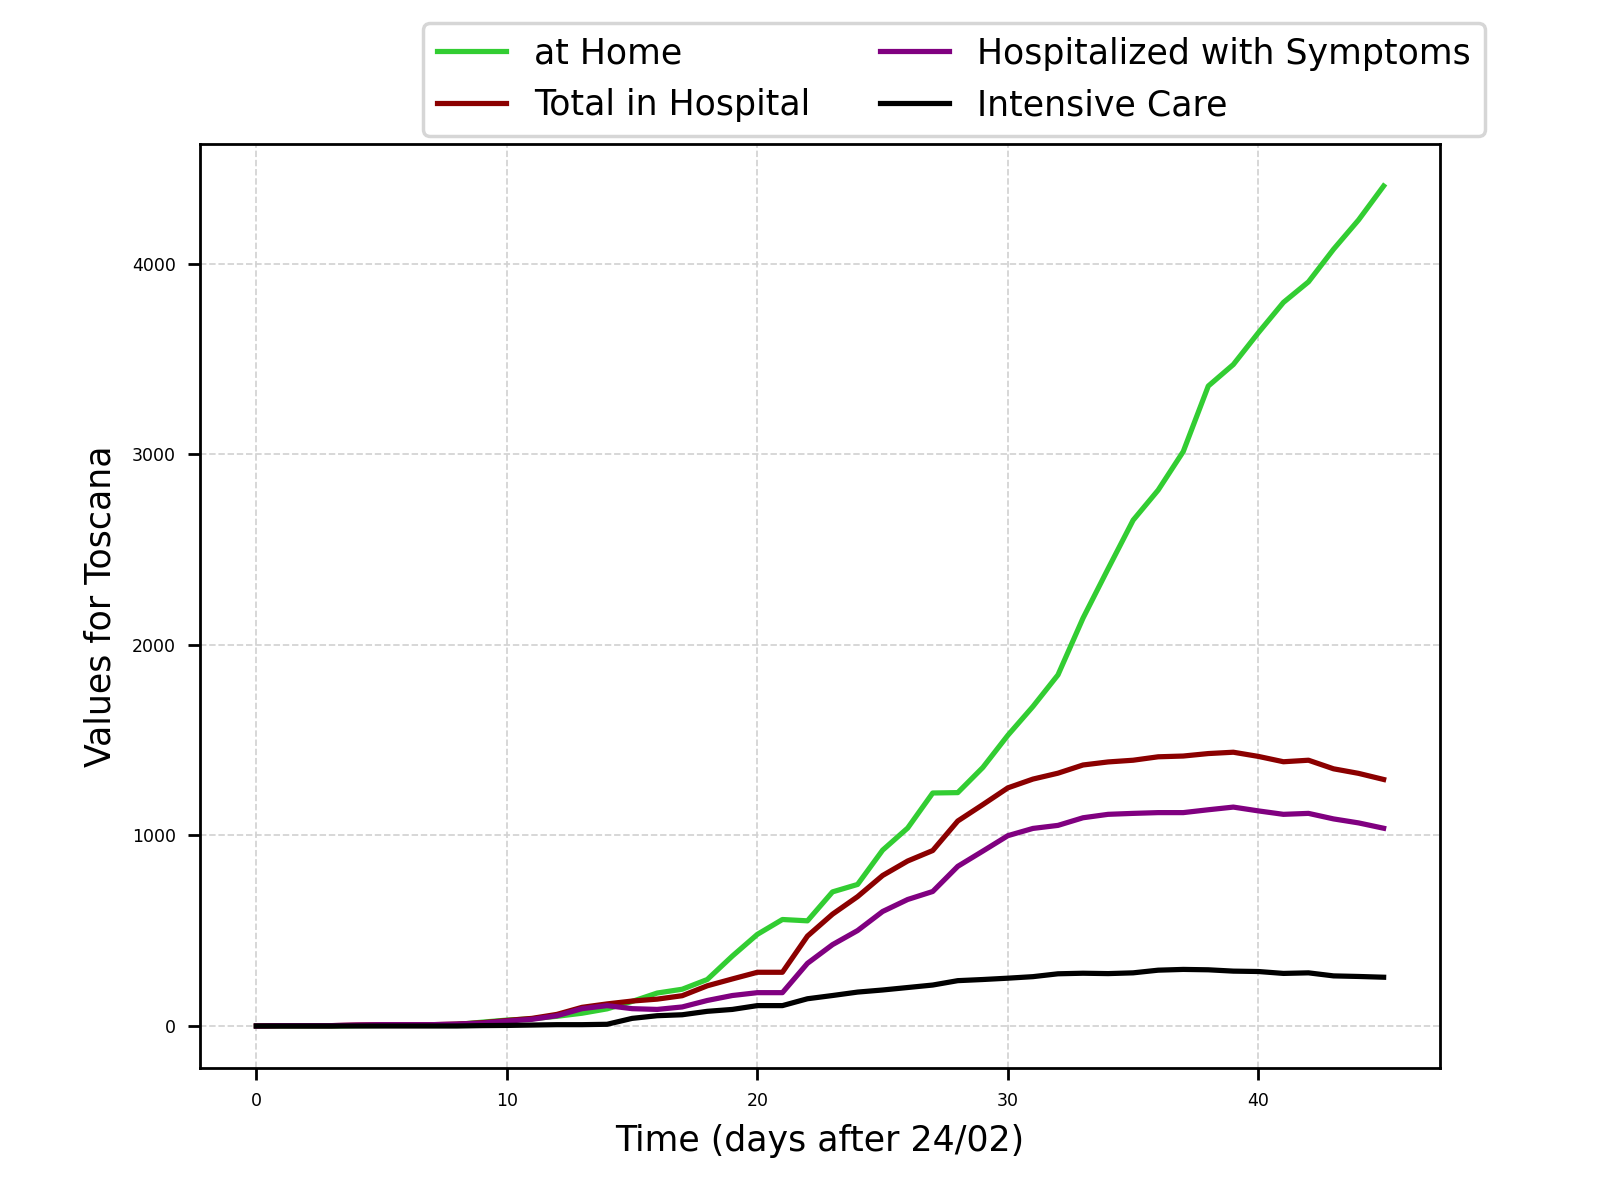 at Home
Total in Hospital
Hospitalized with Symptoms
Intensive Care
Values for Toscana
4000
3000
2000
1000
0
0 10 20 30 40
Time (days after 24/02)